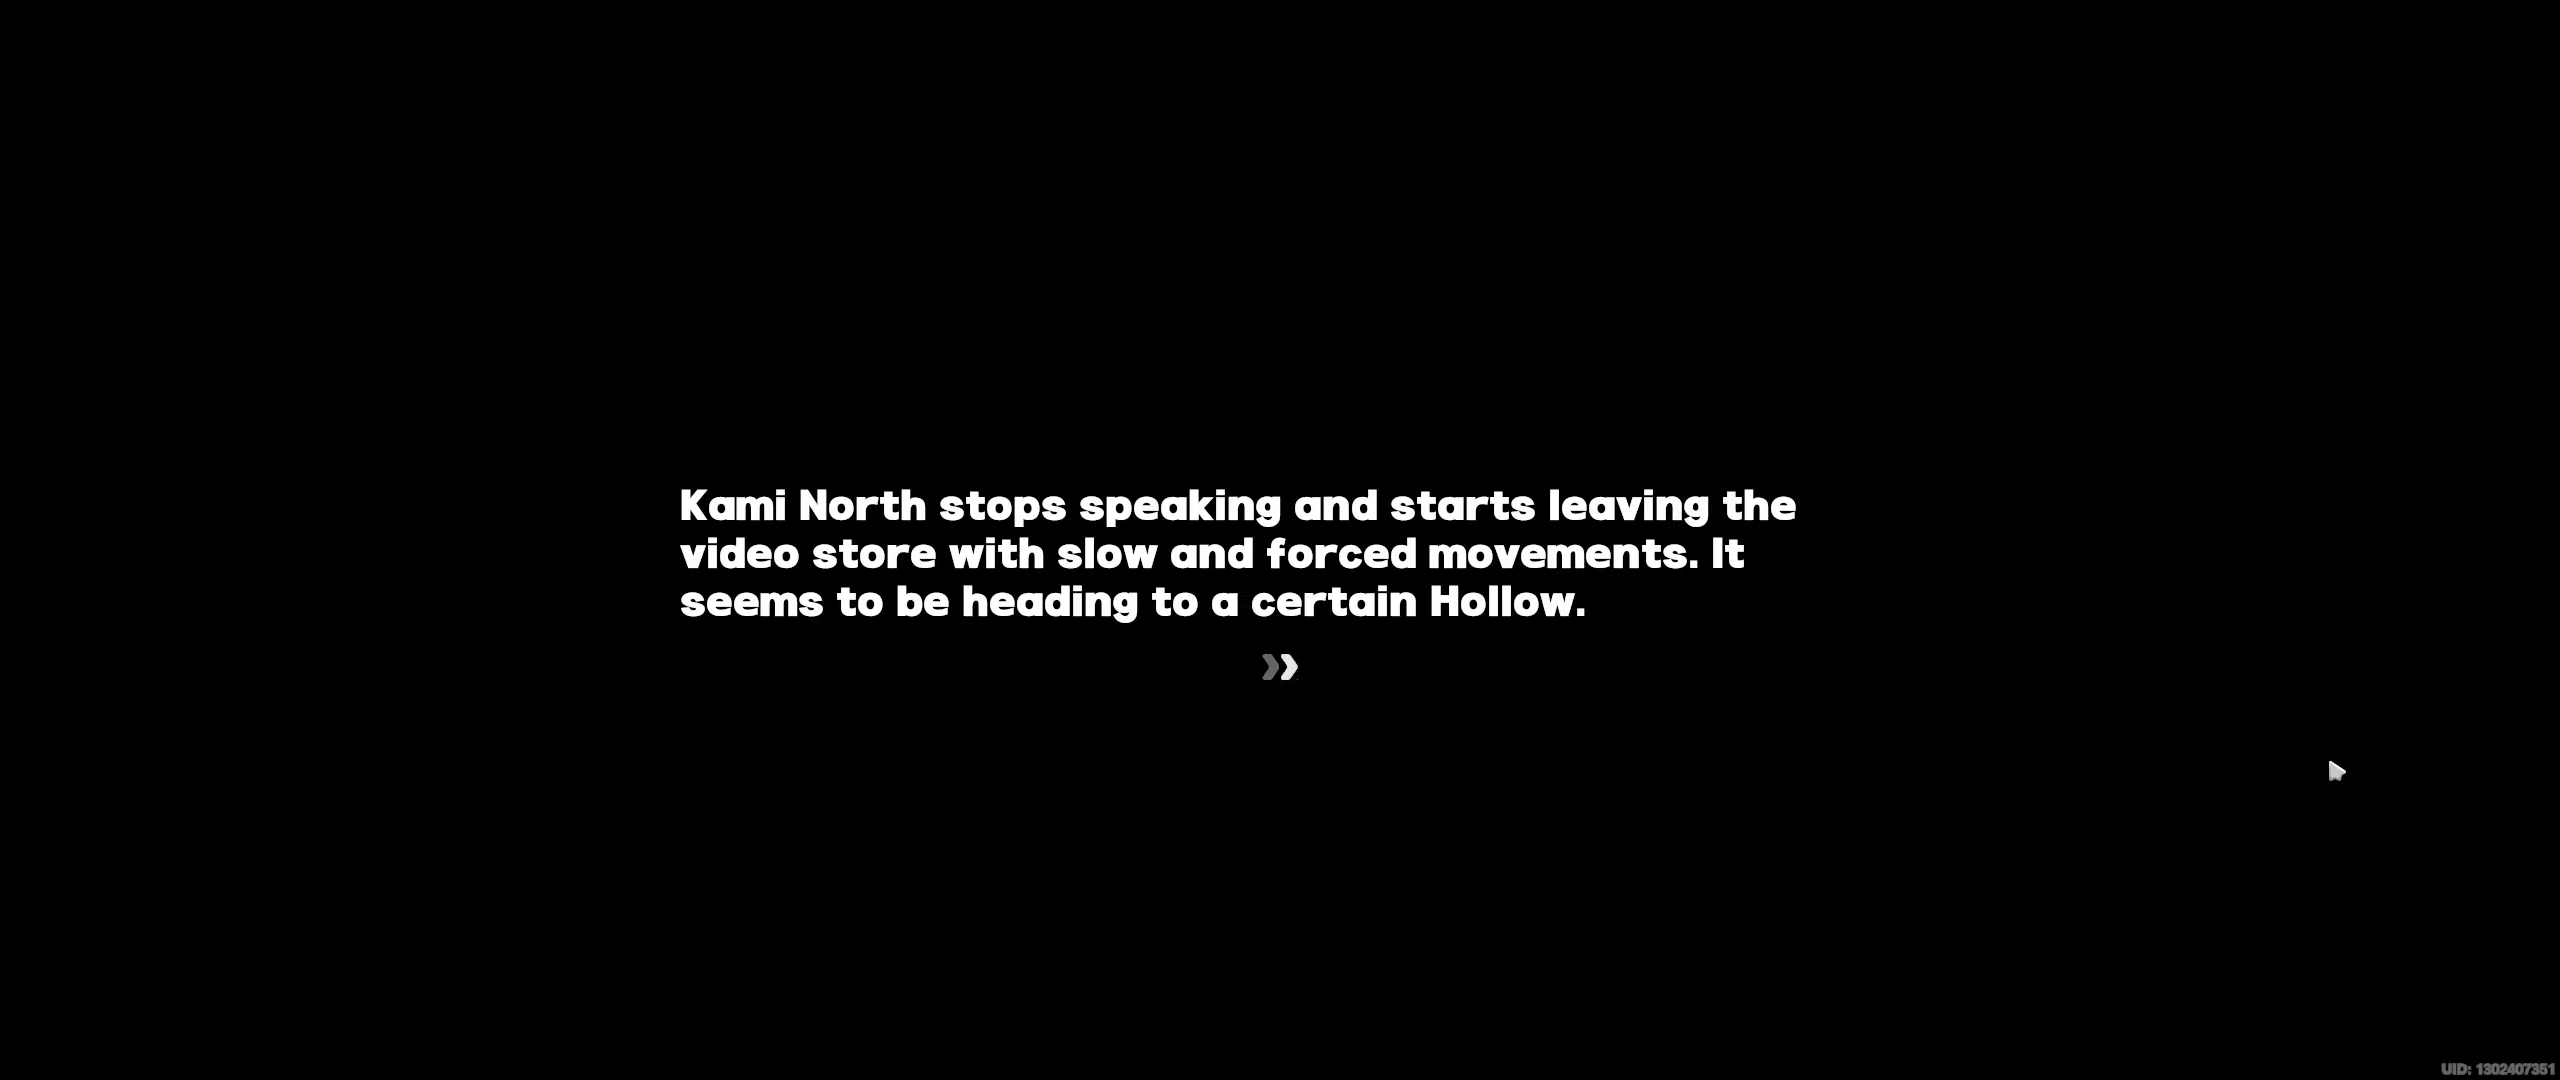 Kami North stops speaking and starts leaving the
video store with slow and forced movements. It
seems to be heading to a certain Hollow.
UID: 1302407351